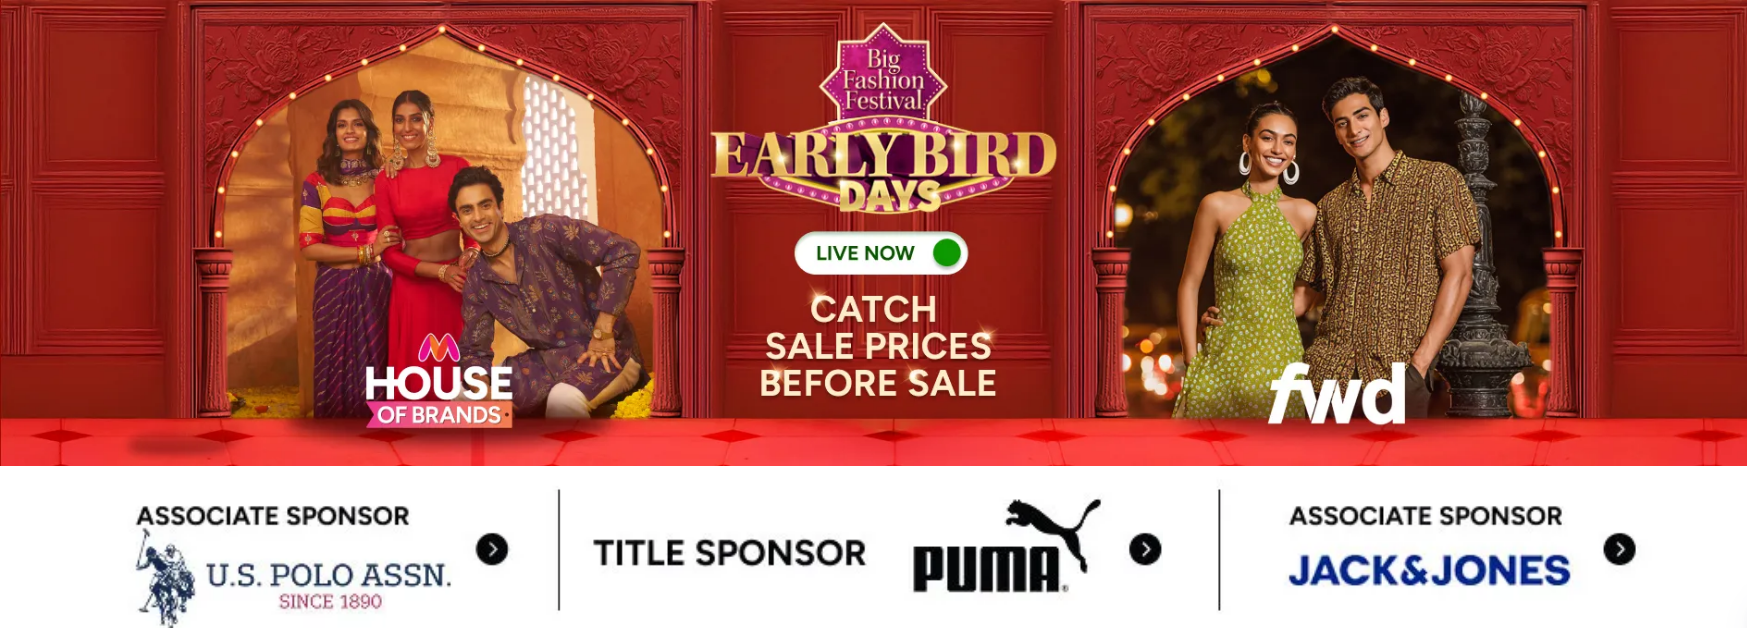 Big
Fashion
Festival
EARLY BIRD
DAYS
LIVE NOW
CATCH
SALE PRICES
BEFORE SALE
HOUSE
OF BRANDS
fwd
ASSOCIATE SPONSOR
U.S. POLO ASSN.
SINCE 1890
TITLE SPONSOR
PUMA
ASSOCIATE SPONSOR
JACK&JONES